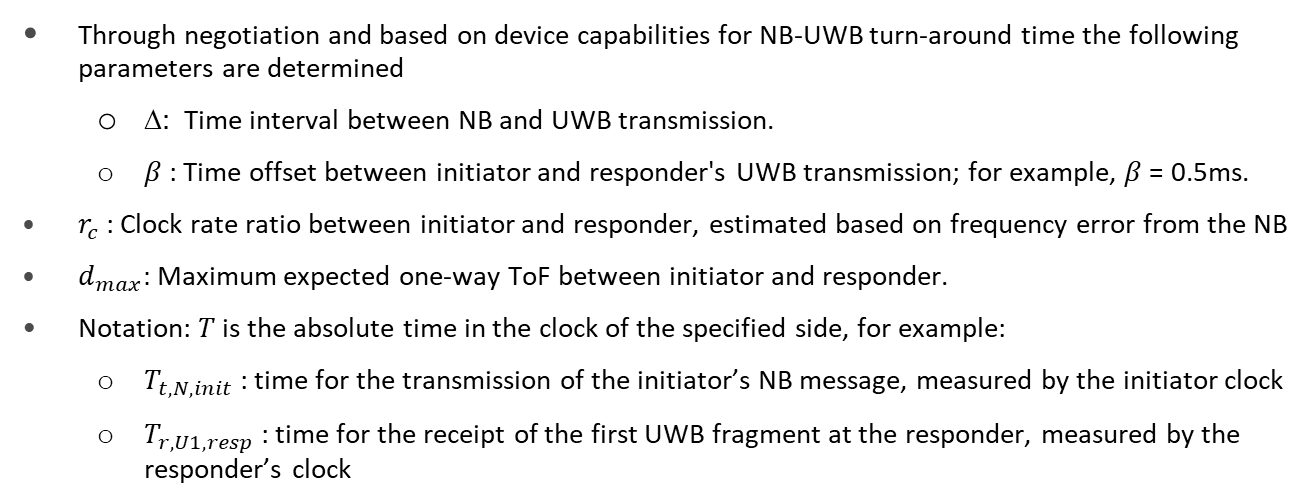 • Through negotiation and based on device capabilities for NB-UWB turn-around time the following
parameters are determined
○ Δ: Time interval between NB and UWB transmission.
○ β : Time offset between initiator and responder's UWB transmission; for example, β = 0.5ms.
• r_c : Clock rate ratio between initiator and responder, estimated based on frequency error from the NB
• d_max: Maximum expected one-way ToF between initiator and responder.
• Notation: T is the absolute time in the clock of the specified side, for example:
○ T_t,N,init : time for the transmission of the initiator’s NB message, measured by the initiator clock
○ T_r,U1,resp : time for the receipt of the first UWB fragment at the responder, measured by the
responder’s clock